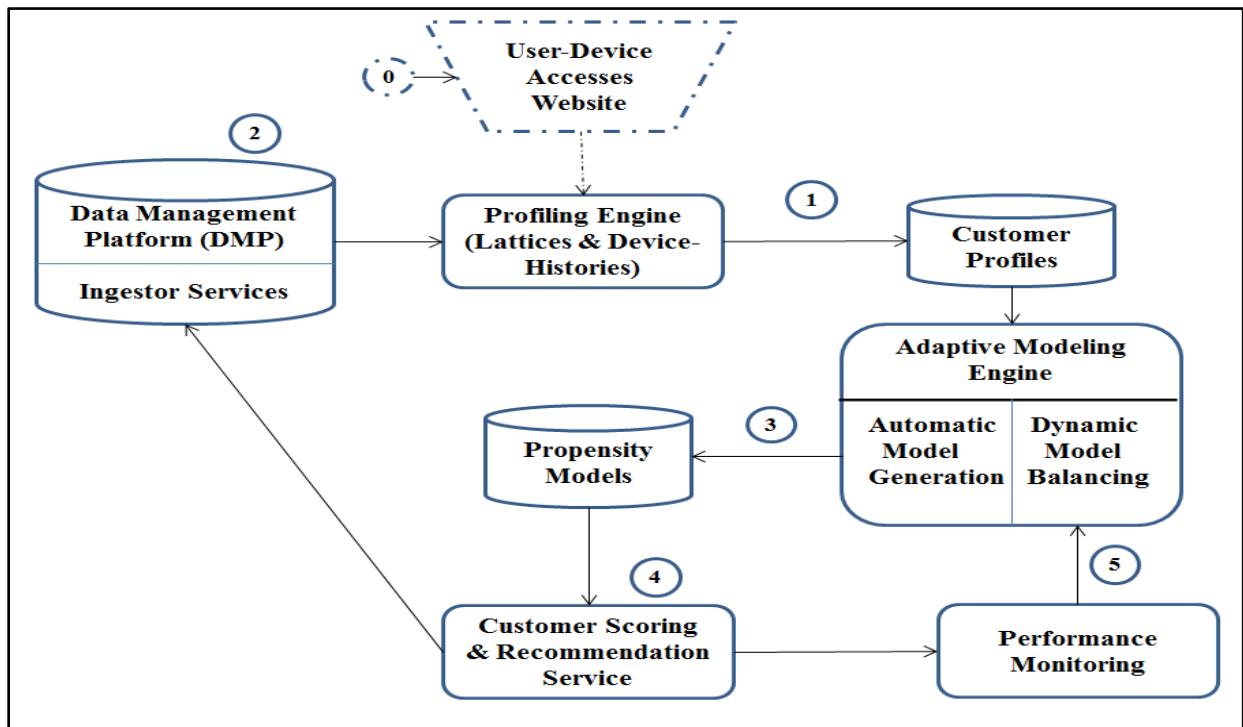 0
User-Device
Accesses
Website
2
Data Management
Platform (DMP)
Ingestor Services
Profiling Engine
(Lattices & Device-
Histories)
1
Customer
Profiles
Adaptive Modeling
Engine
Automatic
Model
Generation
Dynamic
Model
Balancing
3
Propensity
Models
4
Customer Scoring
& Recommendation
Service
5
Performance
Monitoring